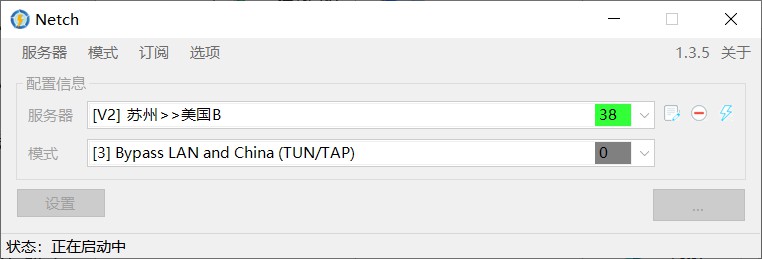 Netch
服务器 模式 订阅 选项 1.3.5 关于
配置信息
服务器 [V2] 苏州>>美国B 38
模式 [3] Bypass LAN and China (TUN/TAP) 0
设置 ...
状态：正在启动中